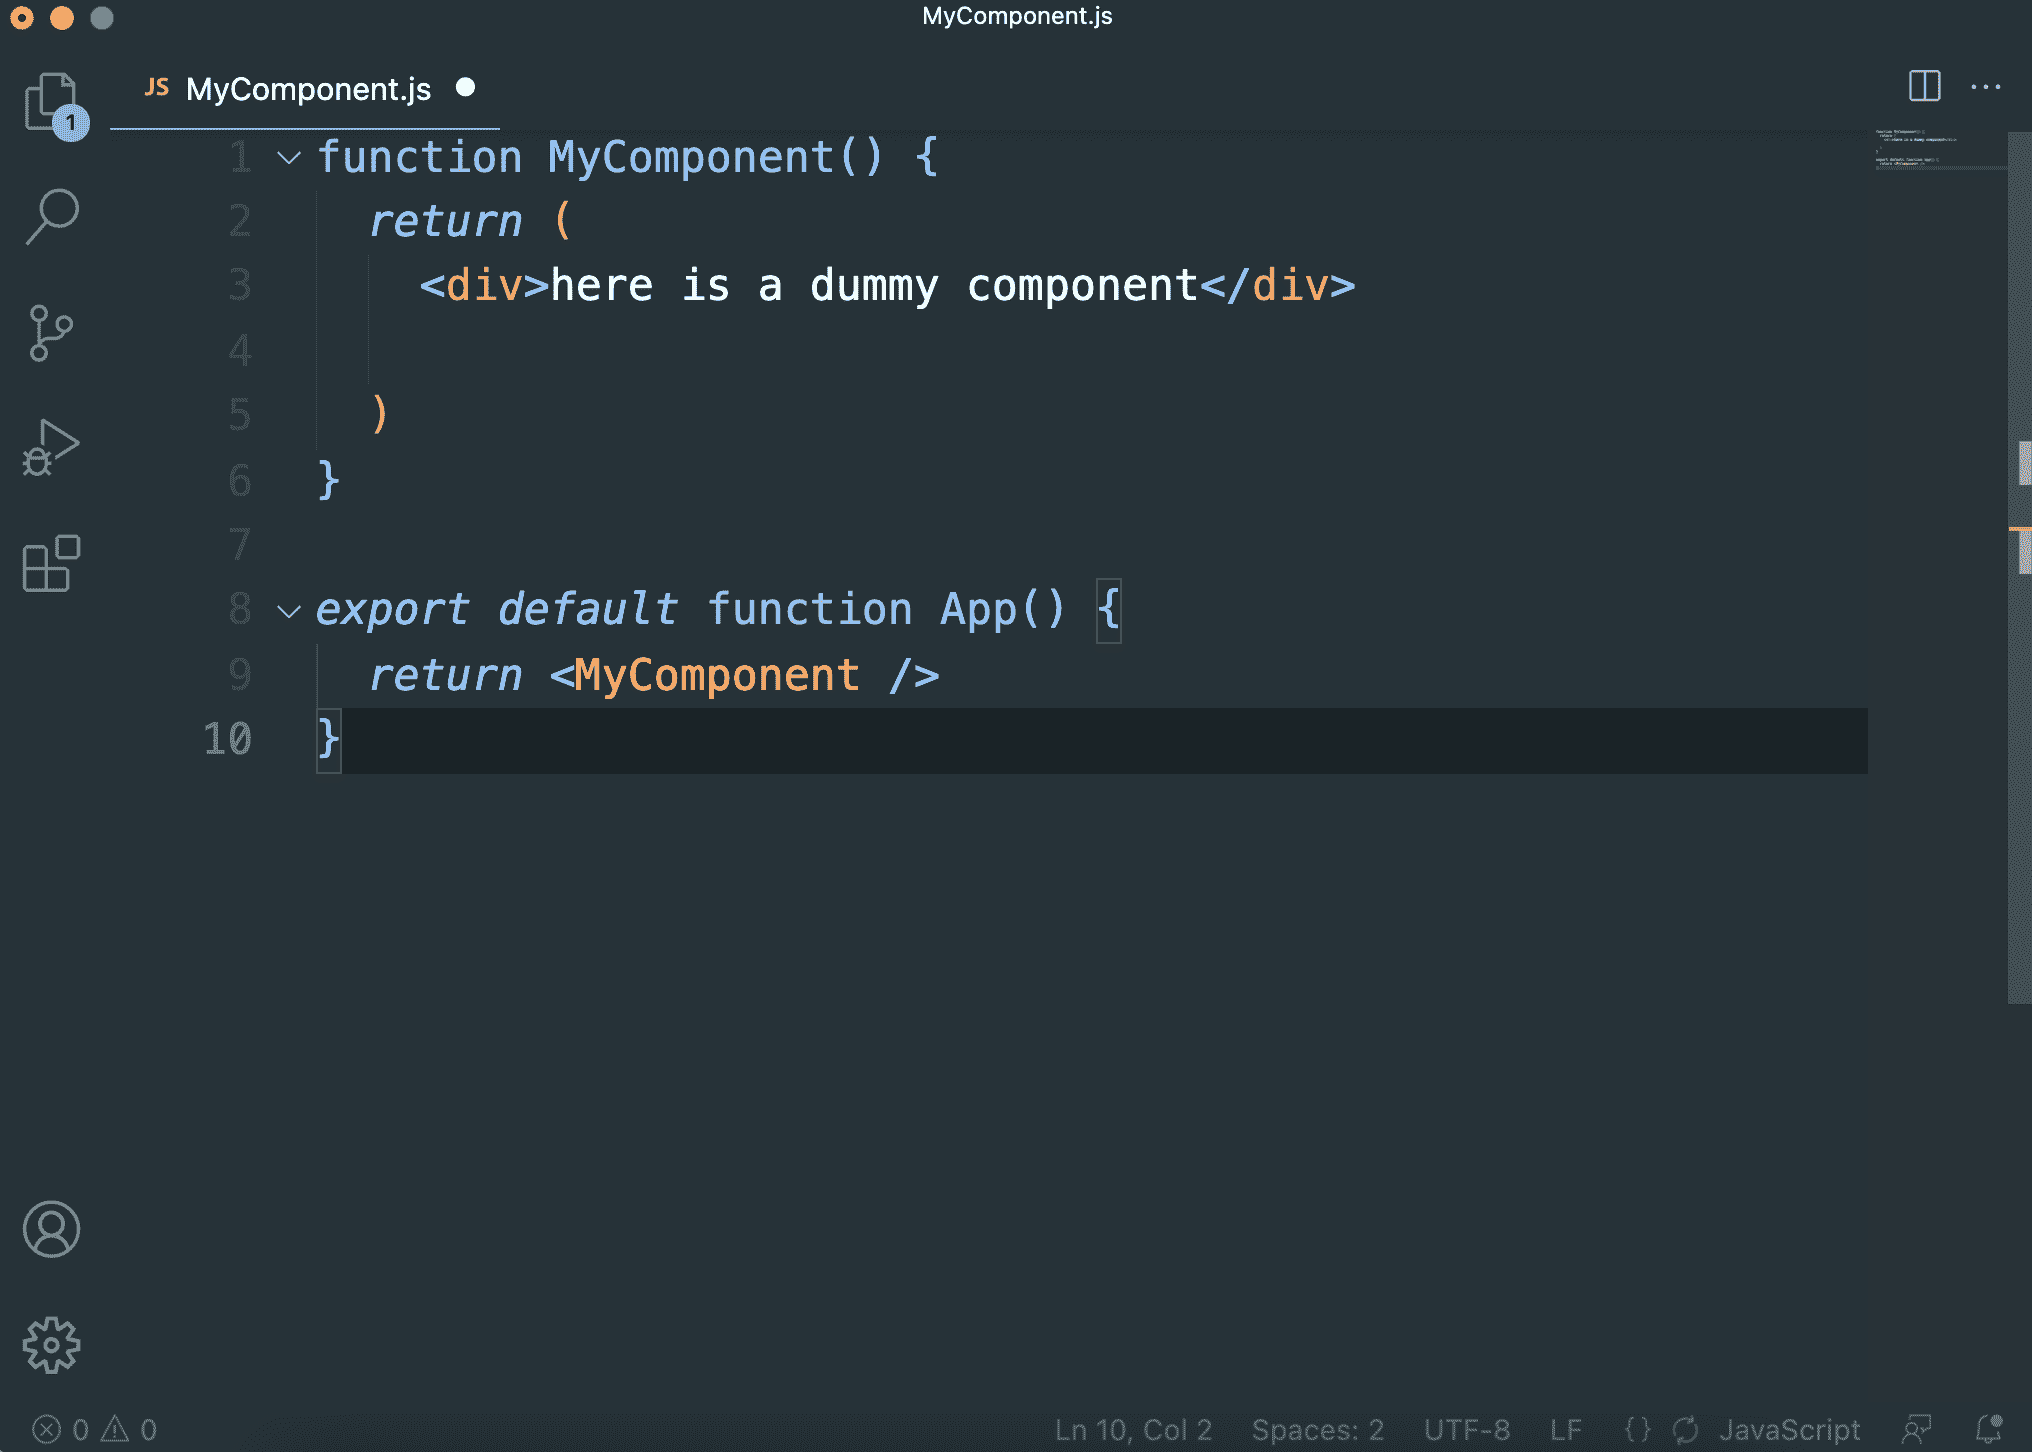 MyComponent.js
JS MyComponent.js
1
1 function MyComponent() {
2 return (
3 <div>here is a dummy component</div>
4
5 )
6 }
7
8 export default function App() {
9 return <MyComponent />
10 }
0 0 Ln 10, Col 2 Spaces: 2 UTF-8 LF {} JavaScript